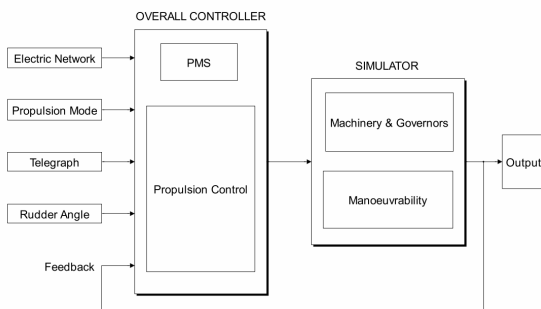 OVERALL CONTROLLER
Electric Network
PMS
SIMULATOR
Propulsion Mode
Machinery & Governors
Telegraph
Output
Propulsion Control
Manoeuvrability
Rudder Angle
Feedback